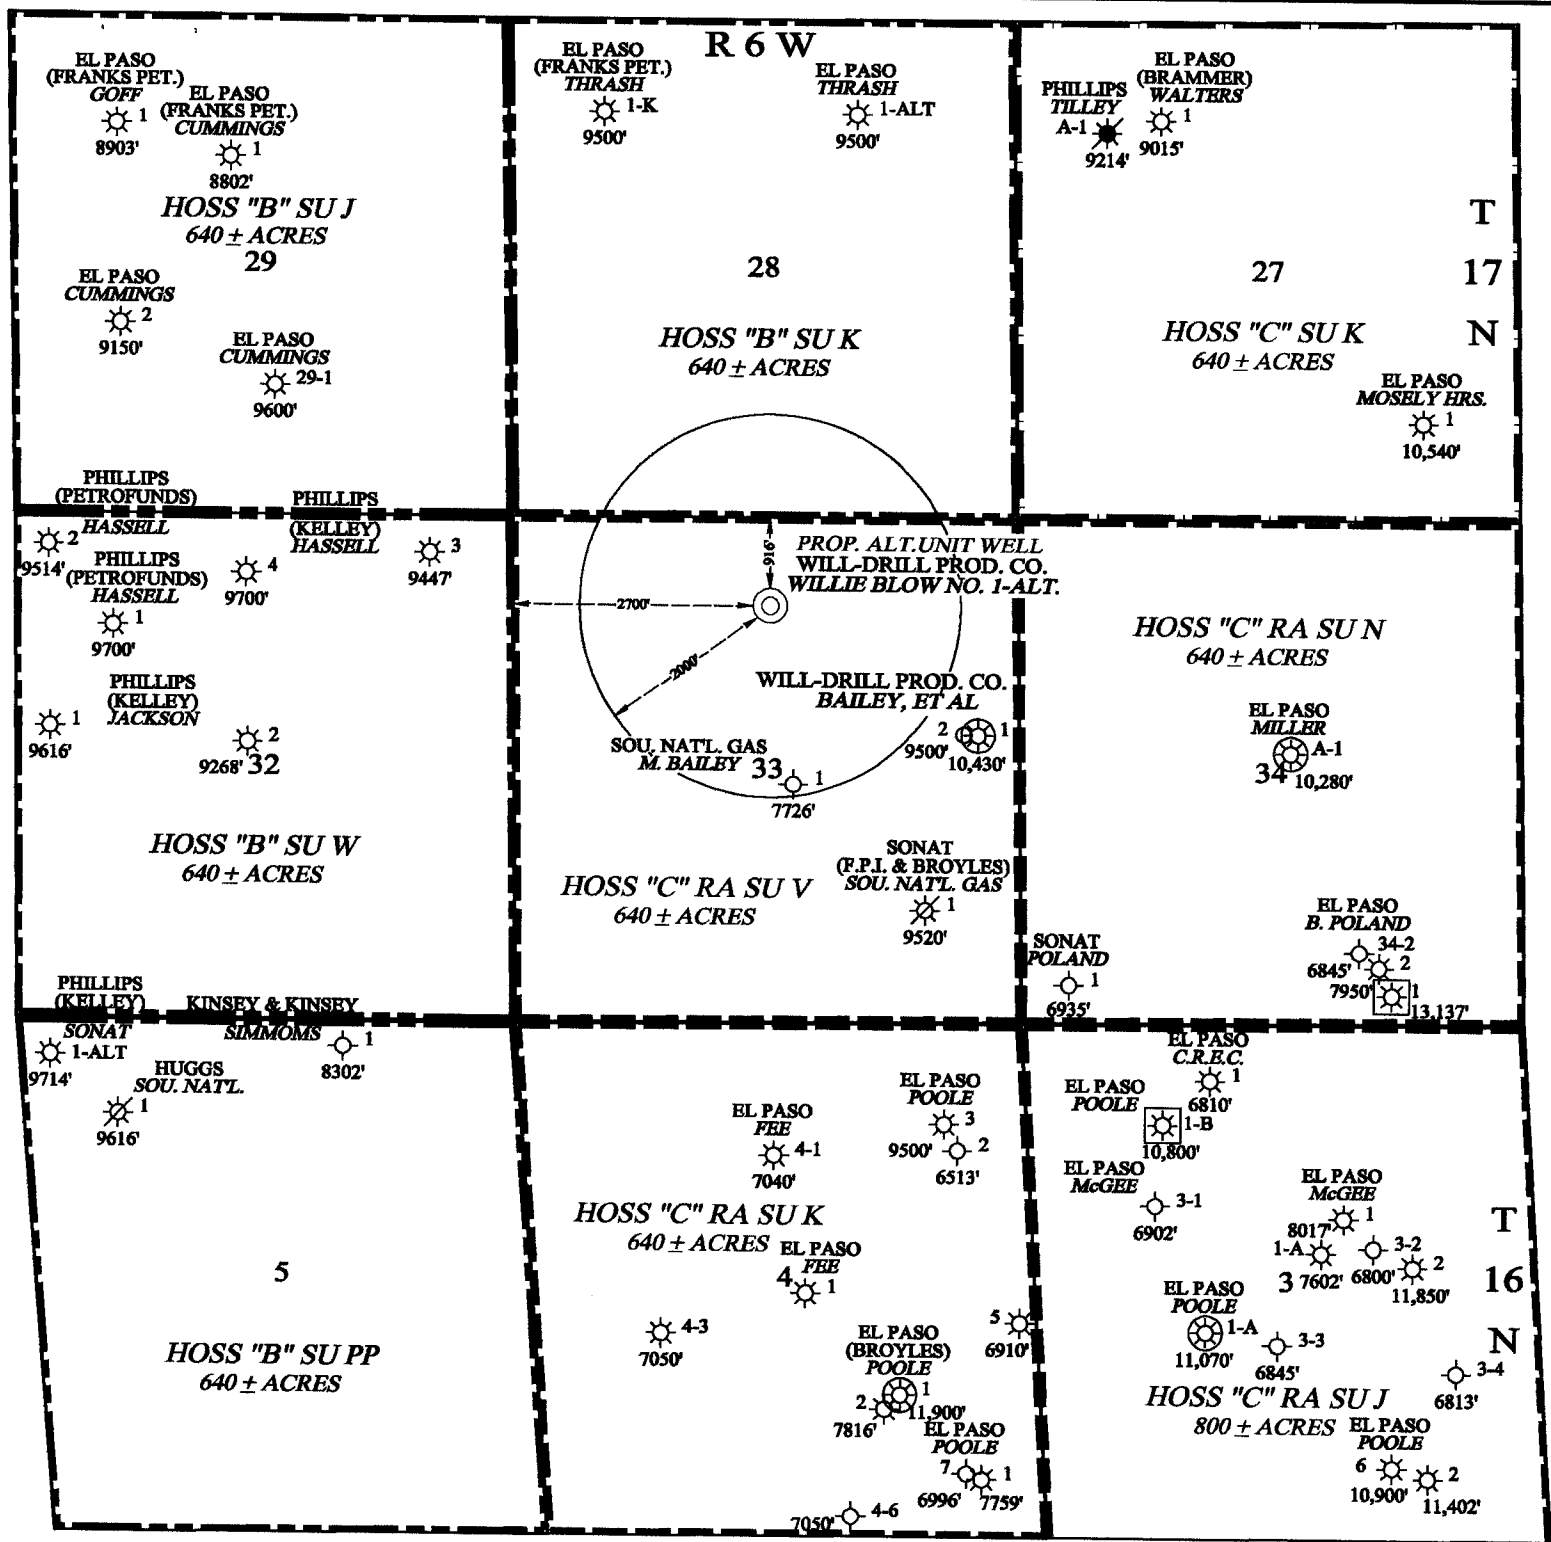 R 6 W
EL PASO
(FRANKS PET.)
GOFF
1
8903'
EL PASO
(FRANKS PET.)
CUMMINGS
1
8802'
HOSS "B" SU J
640 ± ACRES
29
EL PASO
CUMMINGS
2
9150'
EL PASO
CUMMINGS
29-1
9600'
EL PASO
(FRANKS PET.)
THRASH
1-K
9500'
EL PASO
THRASH
1-ALT
9500'
28
HOSS "B" SU K
640 ± ACRES
PHILLIPS
TILLEY
A-1
9214'
EL PASO
(BRAMMER)
WALTERS
1
9015'
T
17
N
27
HOSS "C" SU K
640 ± ACRES
EL PASO
MOSELY HRS.
1
10,540'
PHILLIPS
(PETROFUNDS)
HASSELL
2
9514'
PHILLIPS
(KELLEY)
HASSELL
3
9447'
PHILLIPS
(PETROFUNDS)
HASSELL
1
9700'
4
9700'
PHILLIPS
(KELLEY)
JACKSON
1
9616'
2
9268'
32
HOSS "B" SU W
640 ± ACRES
916'
PROP. ALT.UNIT WELL
WILL-DRILL PROD. CO.
WILLIE BLOW NO. 1-ALT.
2700'
2000'
WILL-DRILL PROD. CO.
BAILEY, ET AL
2
9500'
1
10,430'
SOU. NAT'L. GAS
M. BAILEY
33
1
7726'
SONAT
(F.P.I. & BROYLES)
SOU. NAT'L. GAS
1
9520'
HOSS "C" RA SU V
640 ± ACRES
HOSS "C" RA SU N
640 ± ACRES
EL PASO
MILLER
A-1
34
10,280'
EL PASO
B. POLAND
34-2
6845'
2
7950'
1
13,137'
SONAT
POLAND
1
6935'
PHILLIPS
(KELLEY)
SONAT
1-ALT
9714'
KINSEY & KINSEY
SIMMOMS
1
8302'
HUGGS
SOU. NAT'L.
1
9616'
5
HOSS "B" SU PP
640 ± ACRES
EL PASO
POOLE
3
9500'
2
6513'
EL PASO
FEE
4-1
7040'
HOSS "C" RA SU K
640 ± ACRES
EL PASO
FEE
4
1
4-3
7050'
5
6910'
EL PASO
(BROYLES)
POOLE
1
11,900'
2
7816'
EL PASO
POOLE
7
6996'
1
7759'
4-6
7050'
EL PASO
C.R.E.C.
1
6810'
EL PASO
POOLE
1-B
10,800'
EL PASO
McGEE
3-1
6902'
EL PASO
McGEE
1
8017'
1-A
7602'
3-2
6800'
2
11,850'
3
T
16
N
EL PASO
POOLE
1-A
11,070'
3-3
6845'
3-4
6813'
HOSS "C" RA SU J
800 ± ACRES
EL PASO
POOLE
6
10,900'
2
11,402'